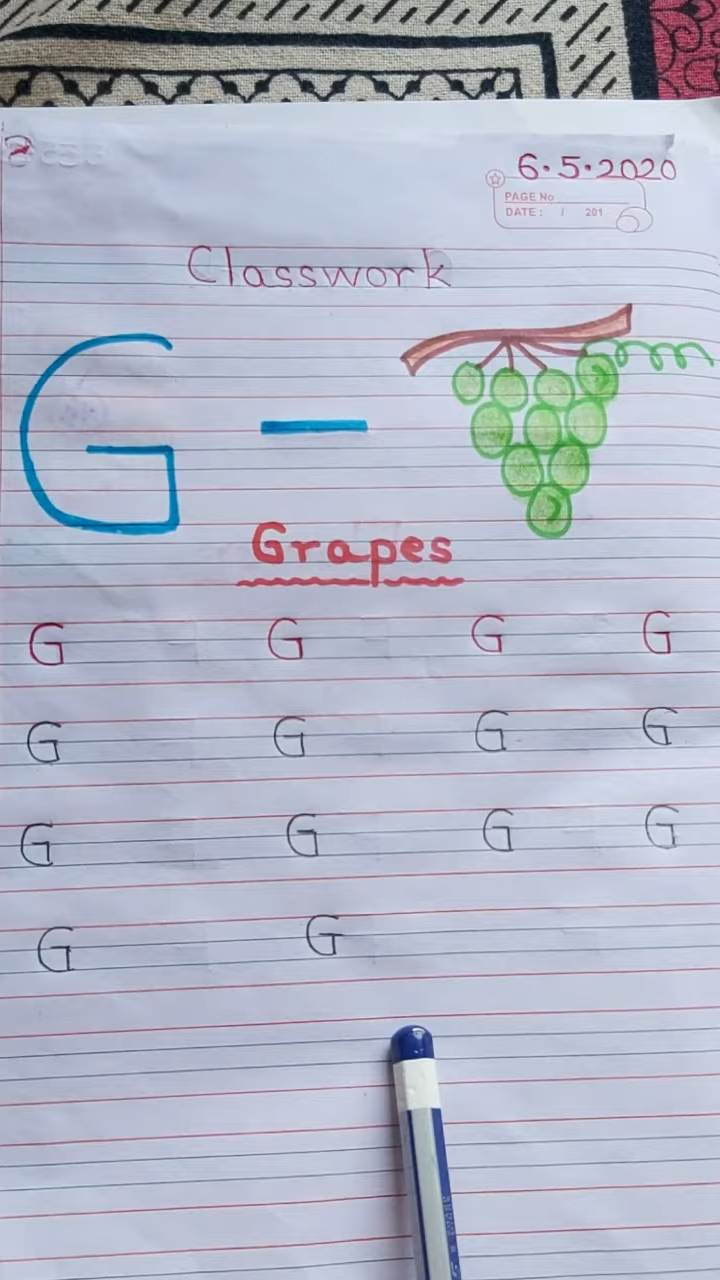 6.5.2020
PAGE No
DATE : / 201
Classwork
G –
Grapes
G G G G
G G G G
G G G G
G G